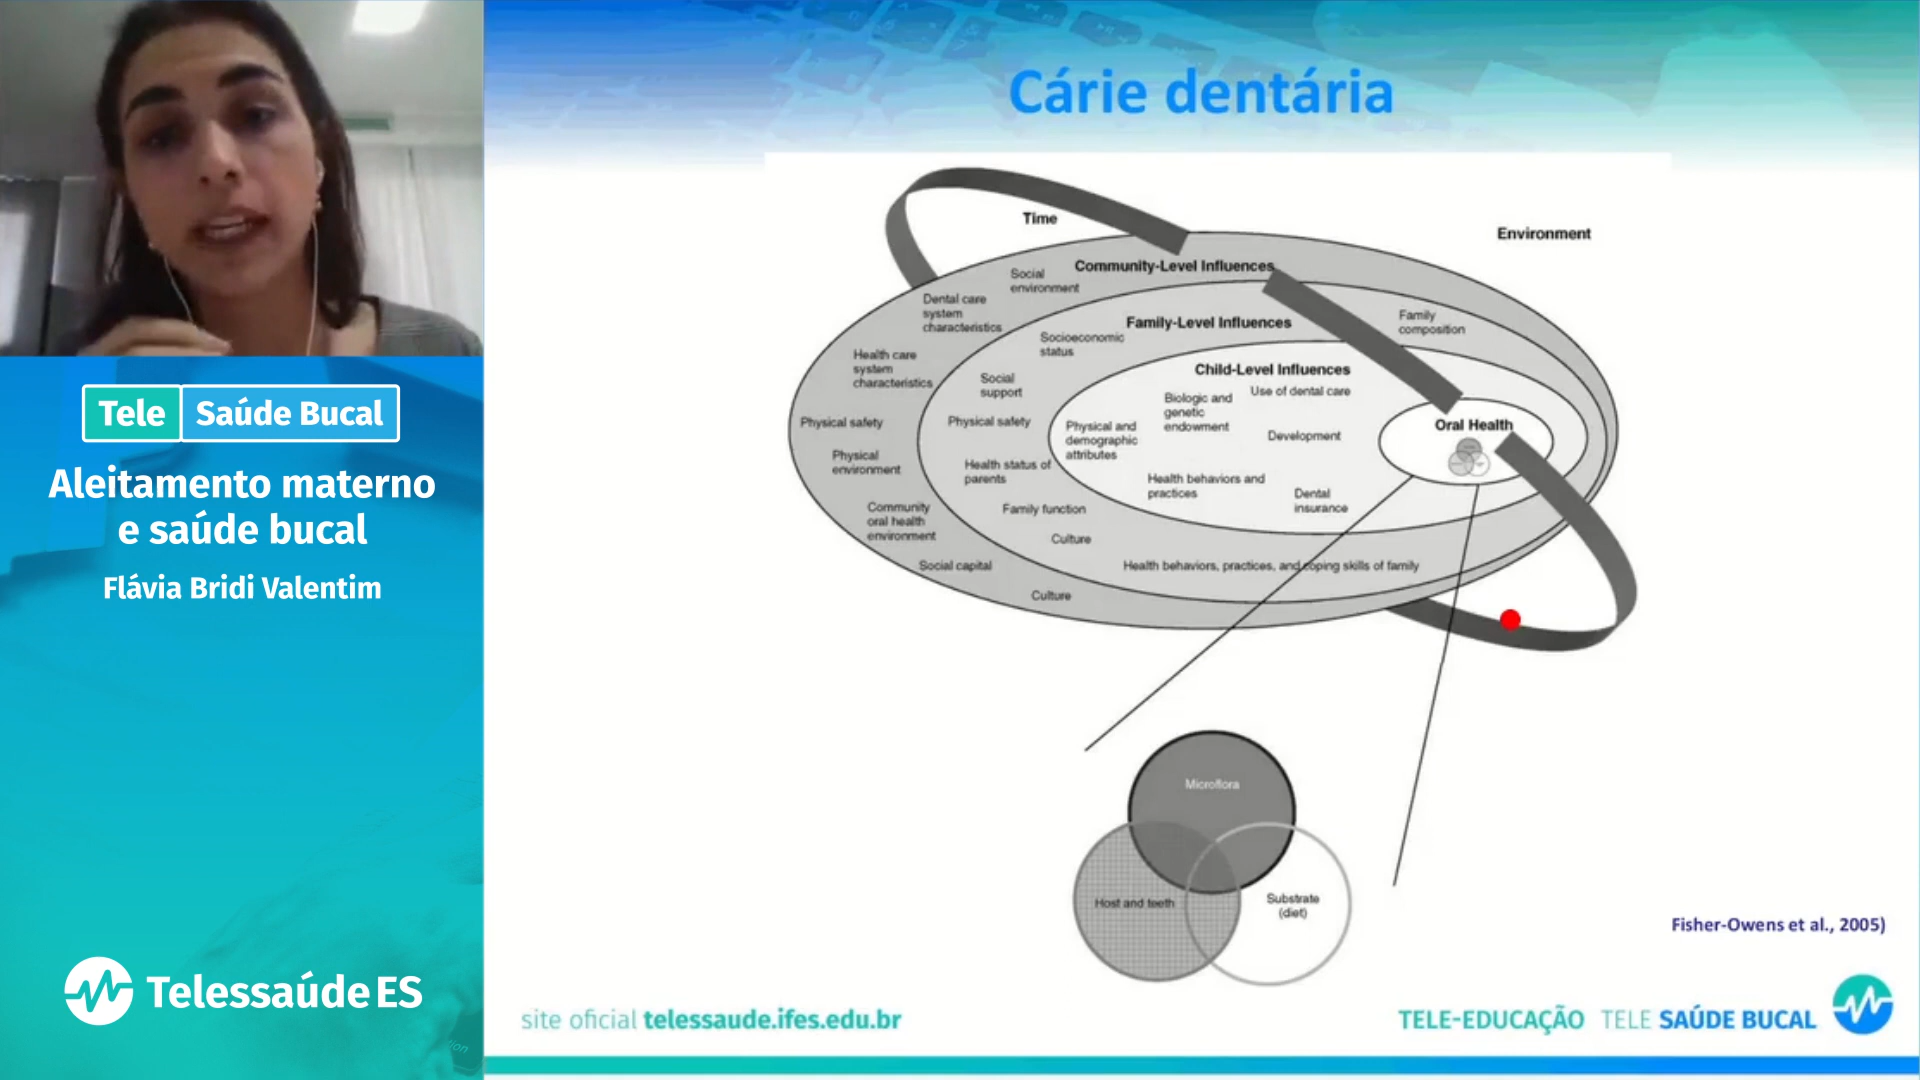 Tele Saúde Bucal
Aleitamento materno
e saúde bucal
Flávia Bridi Valentim
Telessaúde ES
Cárie dentária
Time
Environment
Community-Level Influences
Social
environment
Dental care
system
characteristics
Health care
system
characteristics
Physical safety
Physical
environment
Community
oral health
environment
Social capital
Culture
Family-Level Influences
Family
composition
Socioeconomic
status
Social
support
Physical safety
Health status of
parents
Family function
Culture
Health behaviors, practices, and coping skills of family
Child-Level Influences
Use of dental care
Biologic and
genetic
endowment
Physical and
demographic
attributes
Development
Health behaviors and
practices
Dental
insurance
Oral Health
Microflora
Host and teeth
Substrate
(diet)
Fisher-Owens et al., 2005)
site oficial telessaude.ifes.edu.br
TELE-EDUCAÇÃO TELE SAÚDE BUCAL